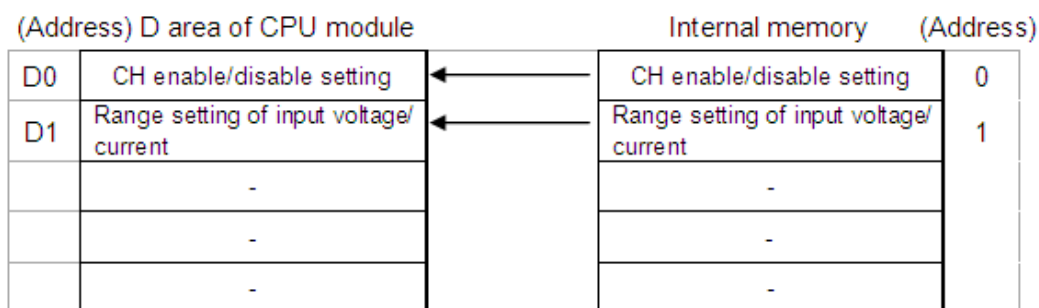 (Address) D area of CPU module Internal memory (Address)
D0 CH enable/disable setting CH enable/disable setting 0
D1 Range setting of input voltage/ current Range setting of input voltage/ current 1
- -
- -
- -